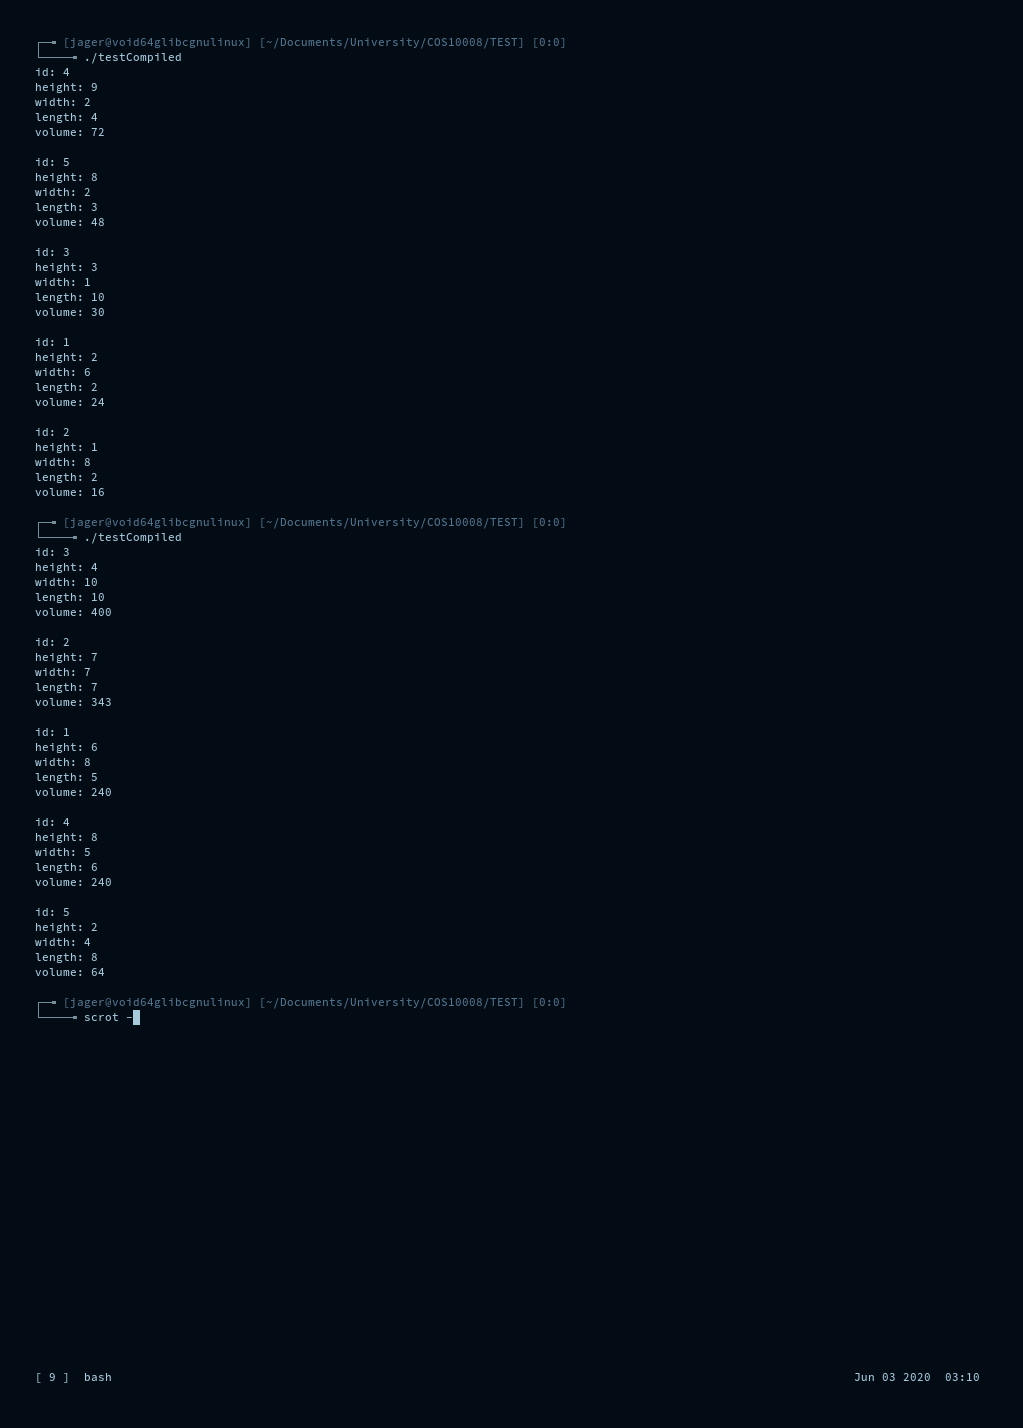 ┌─╼ [jager@void64glibcgnulinux] [~/Documents/University/COS10008/TEST] [0:0]
└────╼ ./testCompiled
id: 4
height: 9
width: 2
length: 4
volume: 72

id: 5
height: 8
width: 2
length: 3
volume: 48

id: 3
height: 3
width: 1
length: 10
volume: 30

id: 1
height: 2
width: 6
length: 2
volume: 24

id: 2
height: 1
width: 8
length: 2
volume: 16

┌─╼ [jager@void64glibcgnulinux] [~/Documents/University/COS10008/TEST] [0:0]
└────╼ ./testCompiled
id: 3
height: 4
width: 10
length: 10
volume: 400

id: 2
height: 7
width: 7
length: 7
volume: 343

id: 1
height: 6
width: 8
length: 5
volume: 240

id: 4
height: 8
width: 5
length: 6
volume: 240

id: 5
height: 2
width: 4
length: 8
volume: 64

┌─╼ [jager@void64glibcgnulinux] [~/Documents/University/COS10008/TEST] [0:0]
└────╼ scrot -
[ 9 ]  bash Jun 03 2020  03:10